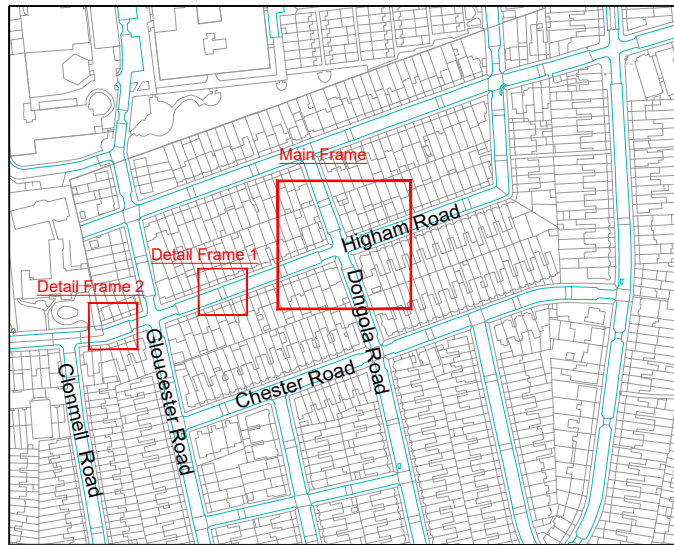 Main Frame
Higham Road
Detail Frame 1
Detail Frame 2
Dongola Road
Gloucester Road
Chester Road
Clonmell Road